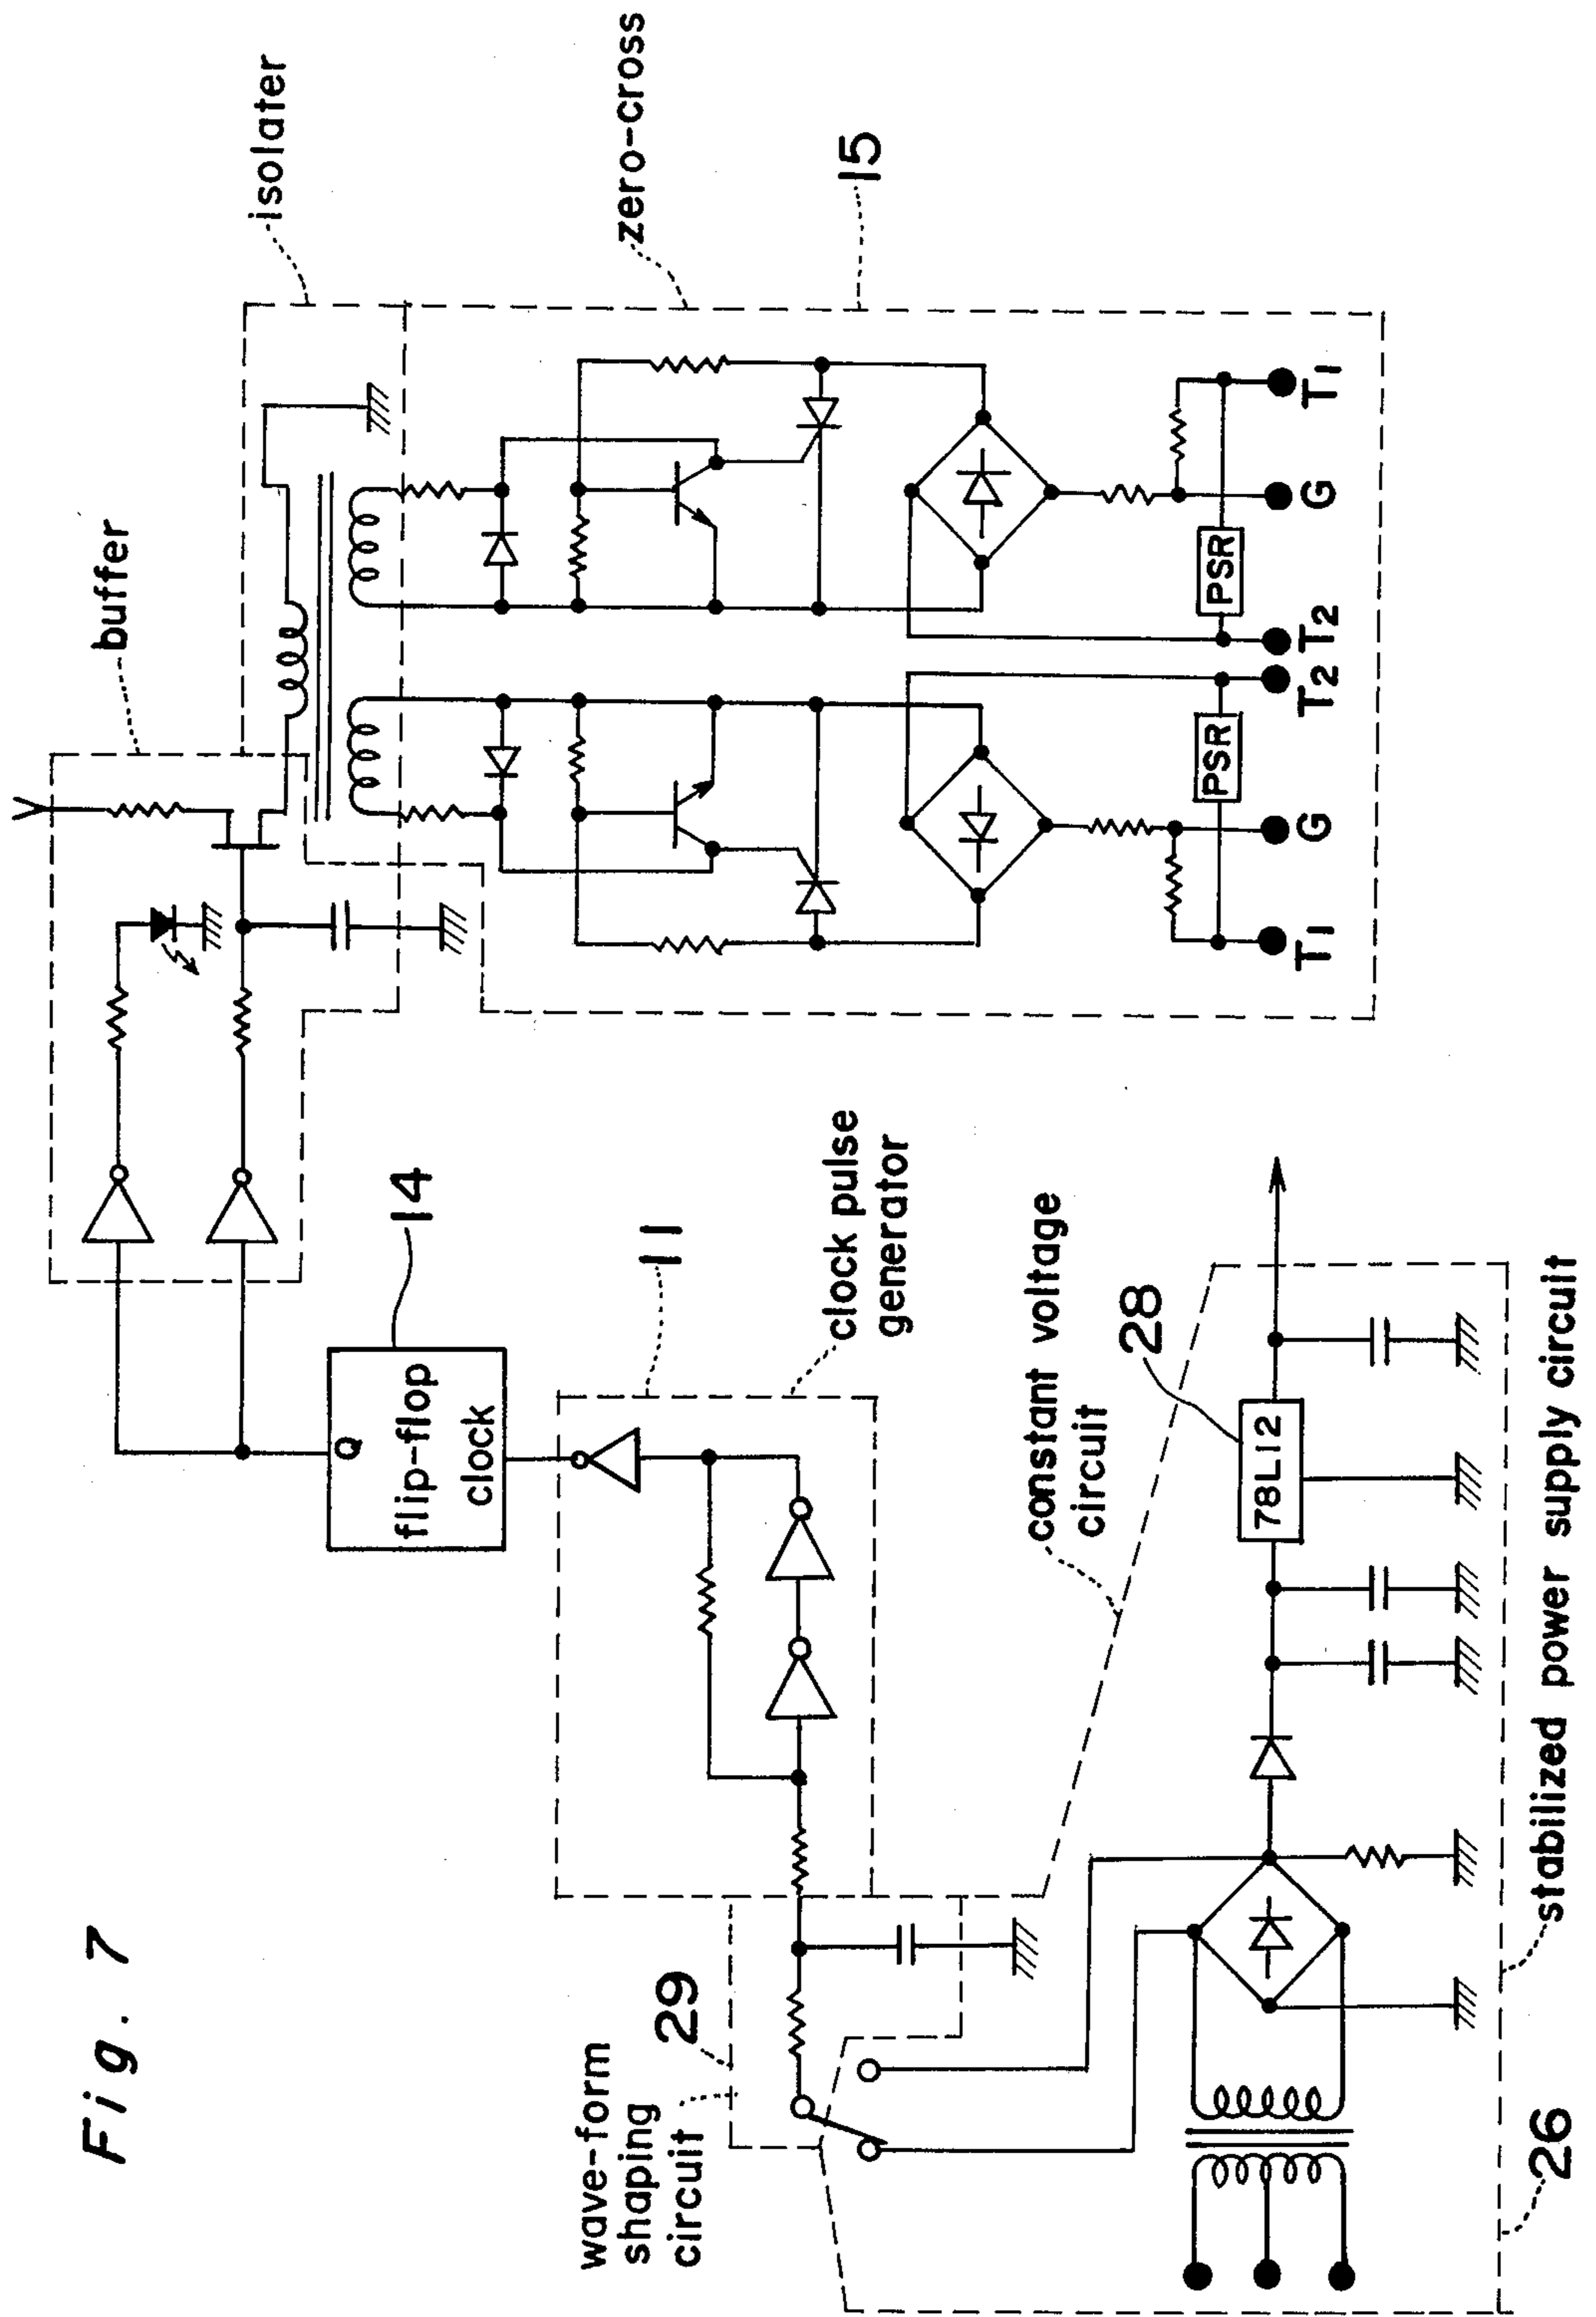 Fig. 7
wave-form
shaping
circuit
29
26
stabilized power supply circuit
constant voltage
circuit
28
78L12
11
clock pulse
generator
14
Q
flip-flop
clock
buffer
isolater
zero-cross
15
T1
G
PSR
T2
T2
PSR
G
T1